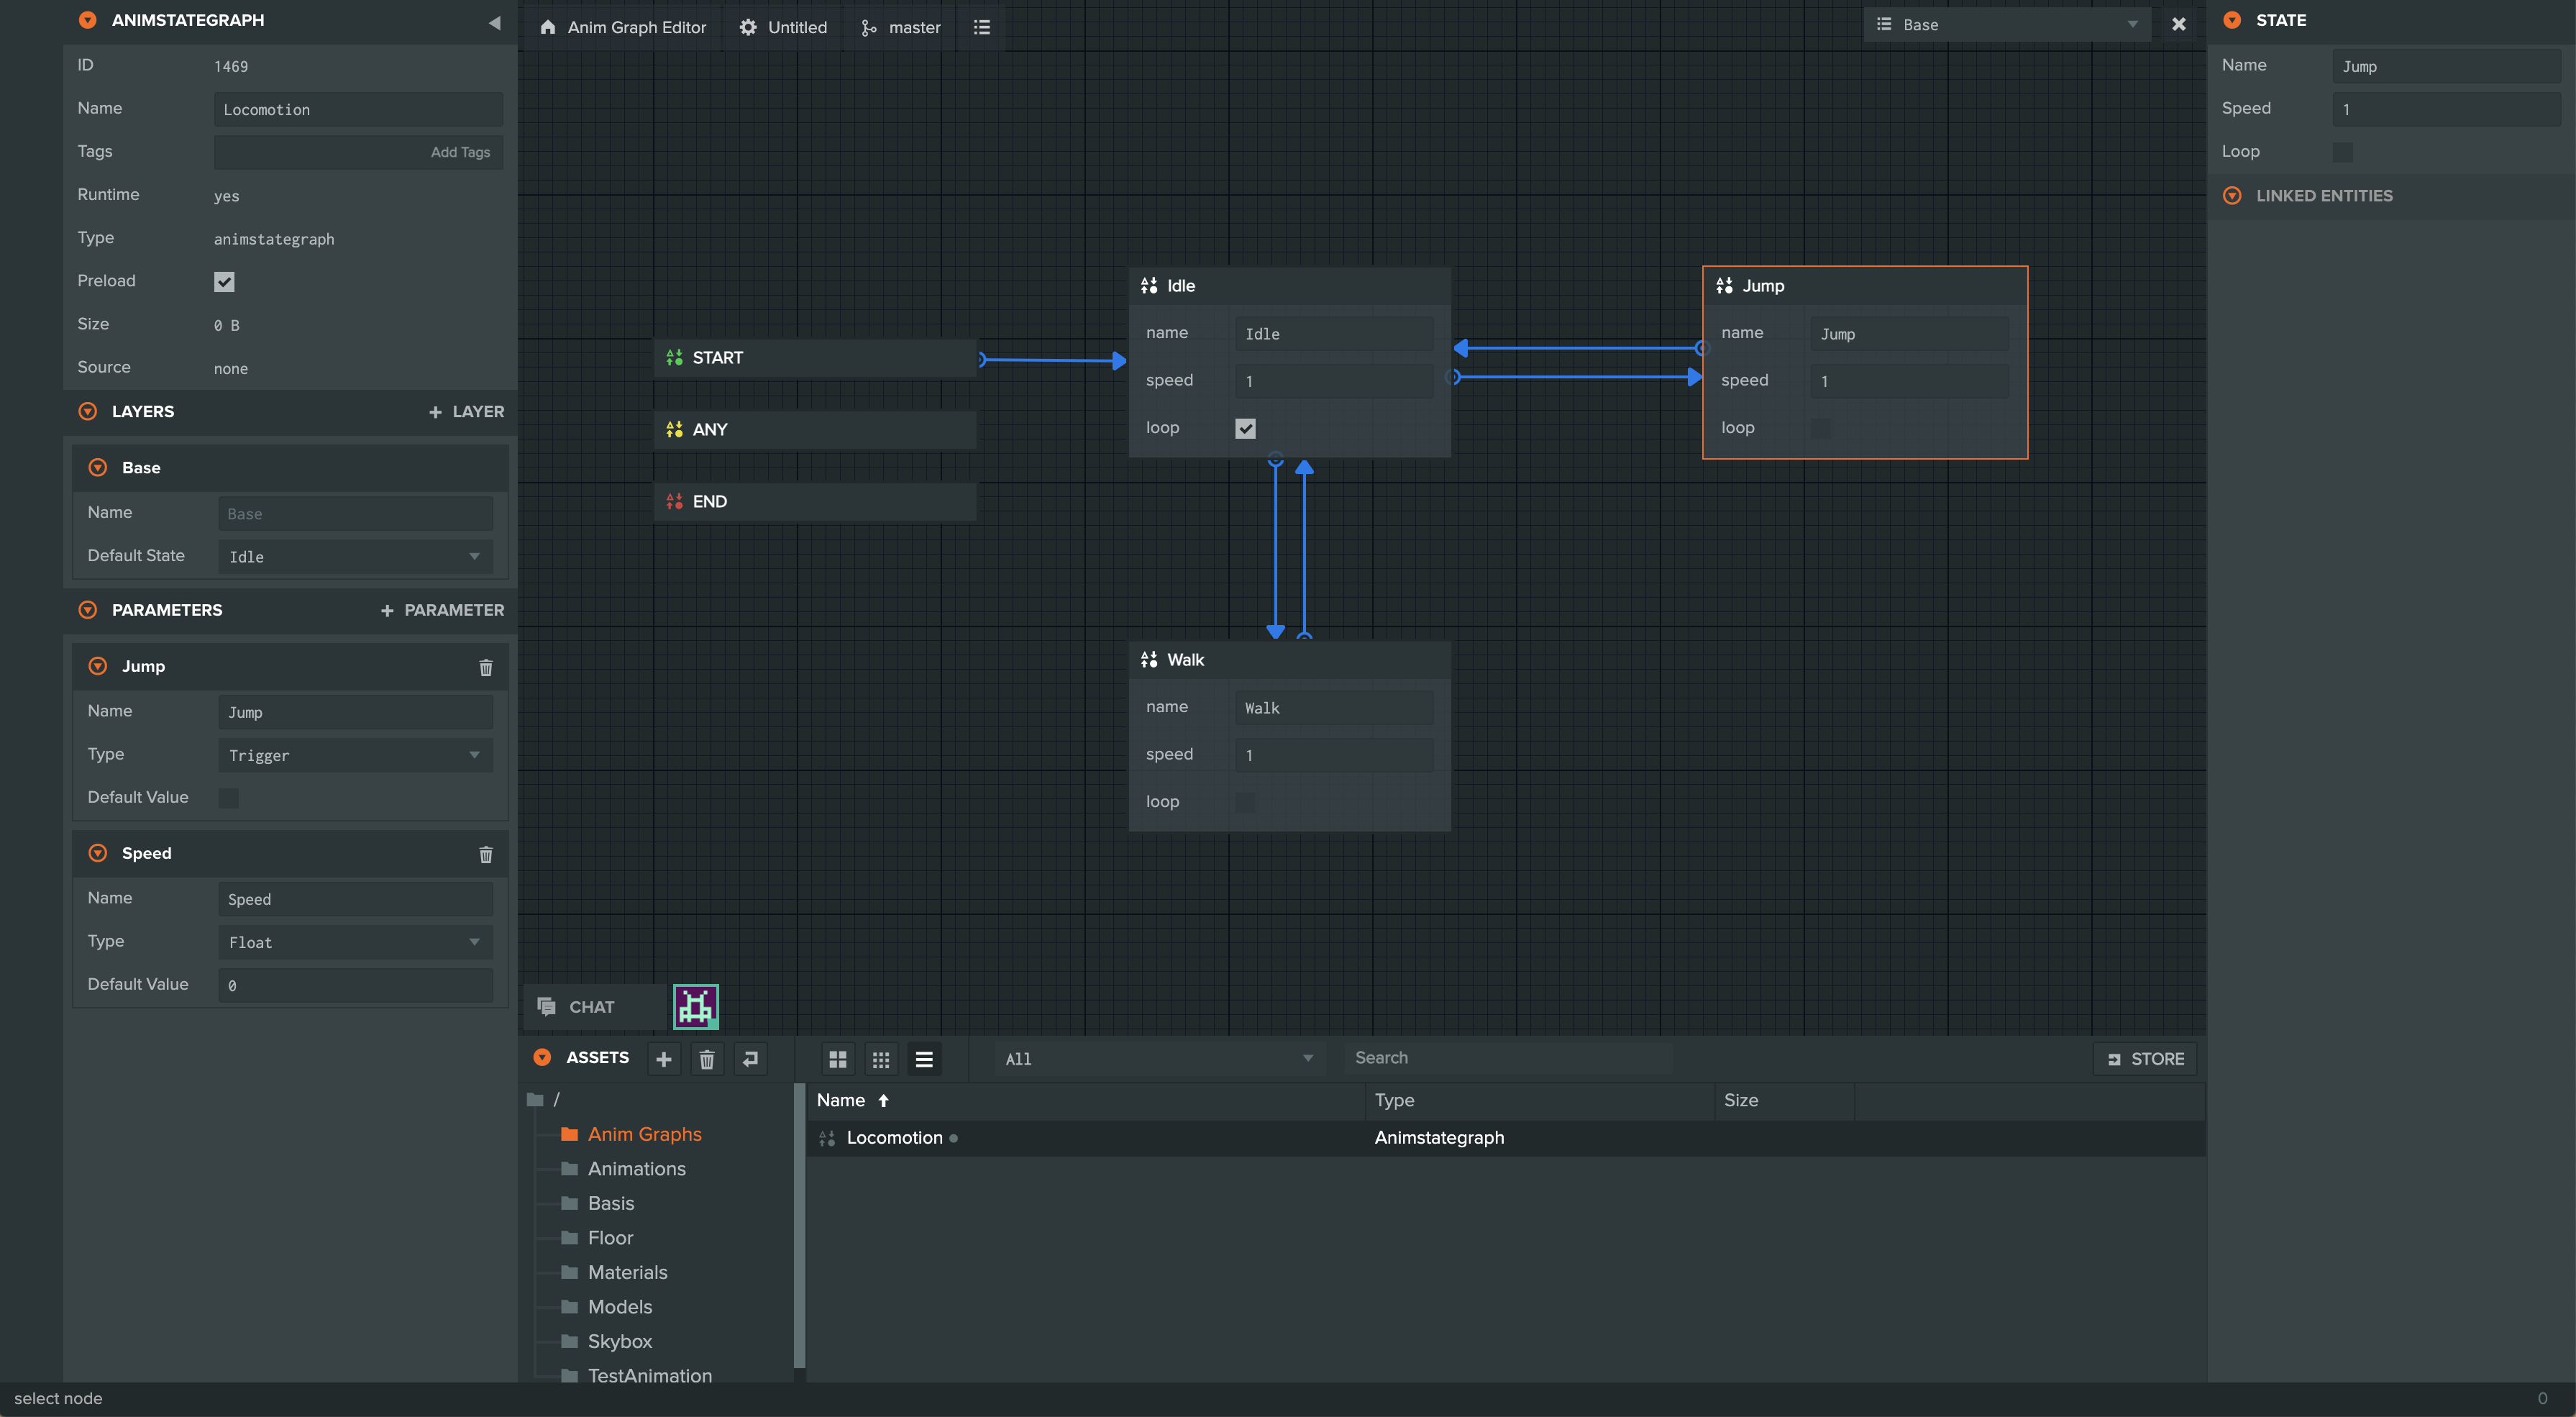 ANIMSTATEGRAPH
ID 1469
Name Locomotion
Tags Add Tags
Runtime yes
Type animstategraph
Preload
Size 0 B
Source none
LAYERS + LAYER
Base
Name Base
Default State Idle
PARAMETERS + PARAMETER
Jump
Name Jump
Type Trigger
Default Value
Speed
Name Speed
Type Float
Default Value 0
Anim Graph Editor Untitled master
Base
START
ANY
END
Idle
name Idle
speed 1
loop
Jump
name Jump
speed 1
loop
Walk
name Walk
speed 1
loop
CHAT
ASSETS All Search STORE
/
Anim Graphs
Animations
Basis
Floor
Materials
Models
Skybox
TestAnimation
Name Type Size
Locomotion Animstategraph
STATE
Name Jump
Speed 1
Loop
LINKED ENTITIES
select node 0